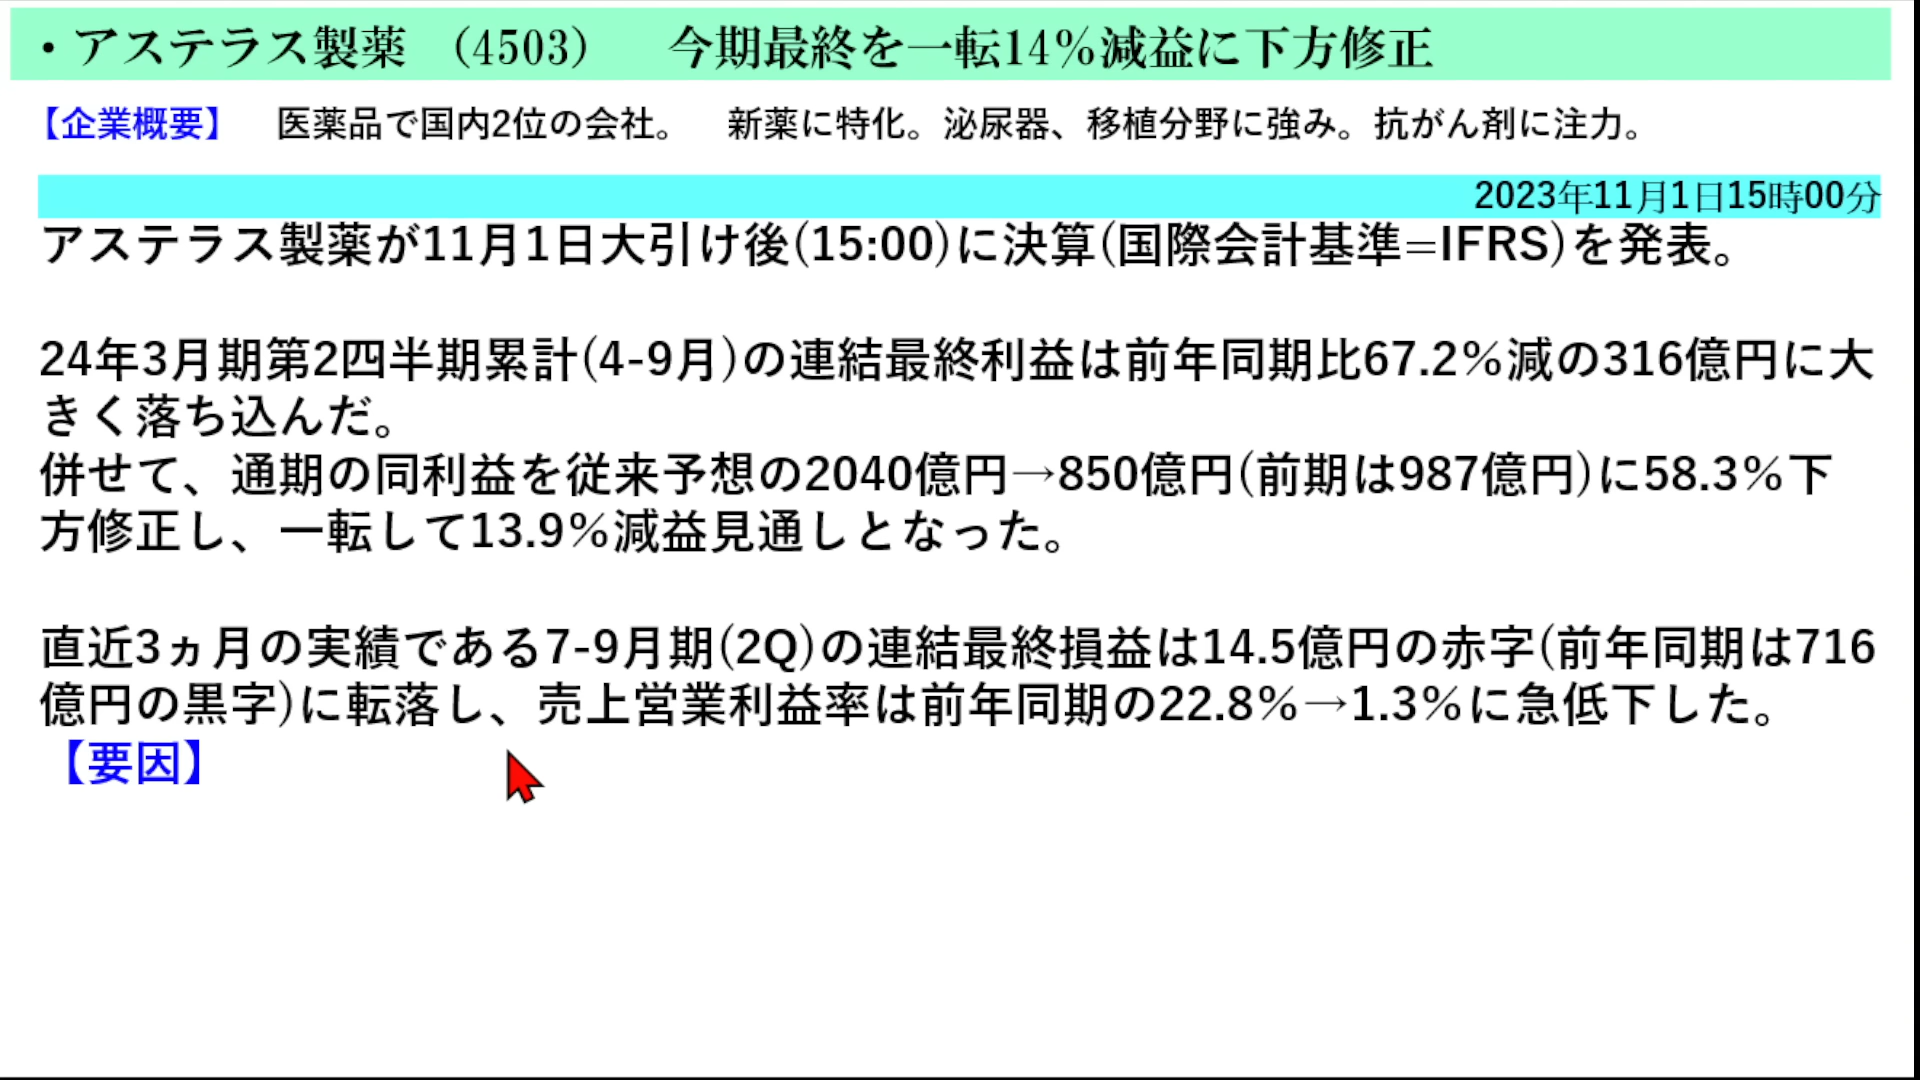 ・アステラス製薬 （4503） 今期最終を一転14％減益に下方修正
【企業概要】 医薬品で国内2位の会社。 新薬に特化。泌尿器、移植分野に強み。抗がん剤に注力。
2023年11月1日15時00分
アステラス製薬が11月1日大引け後(15:00)に決算(国際会計基準=IFRS)を発表。
24年3月期第2四半期累計(4-9月)の連結最終利益は前年同期比67.2％減の316億円に大
きく落ち込んだ。
併せて、通期の同利益を従来予想の2040億円→850億円(前期は987億円)に58.3％下
方修正し、一転して13.9％減益見通しとなった。
直近3ヵ月の実績である7-9月期(2Q)の連結最終損益は14.5億円の赤字(前年同期は716
億円の黒字)に転落し、売上営業利益率は前年同期の22.8％→1.3％に急低下した。
【要因】